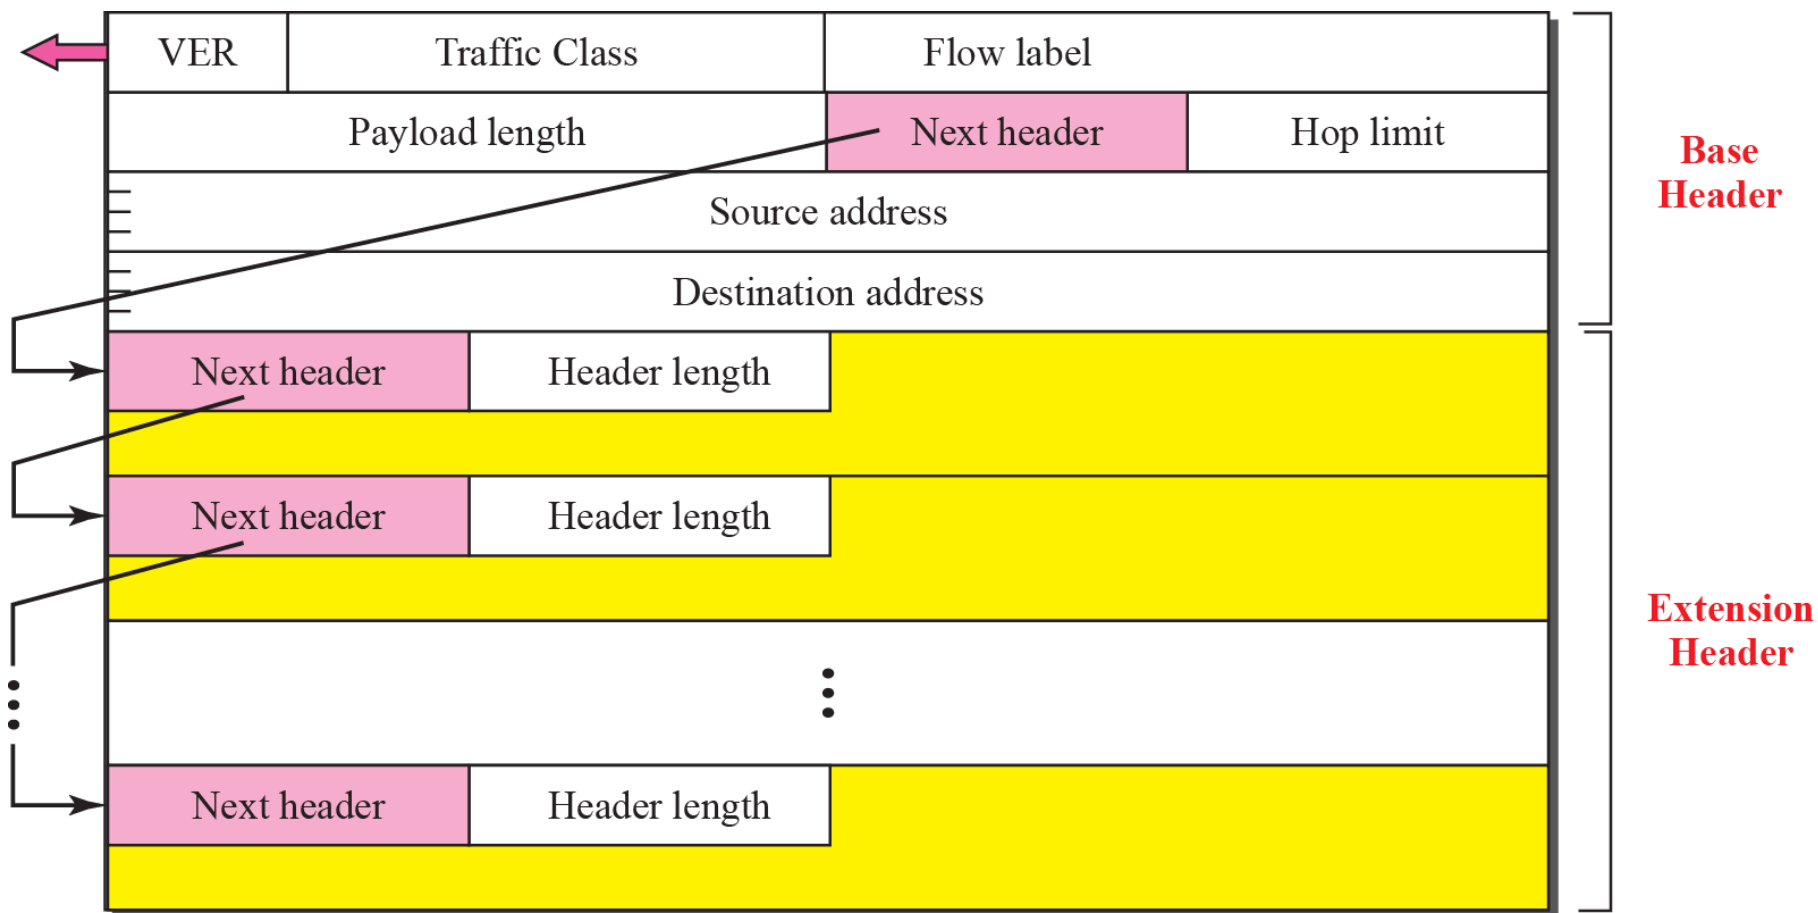 VER Traffic Class Flow label
Payload length Next header Hop limit
Base
Header
Source address
Destination address
Next header Header length
Next header Header length
Extension
Header
Next header Header length